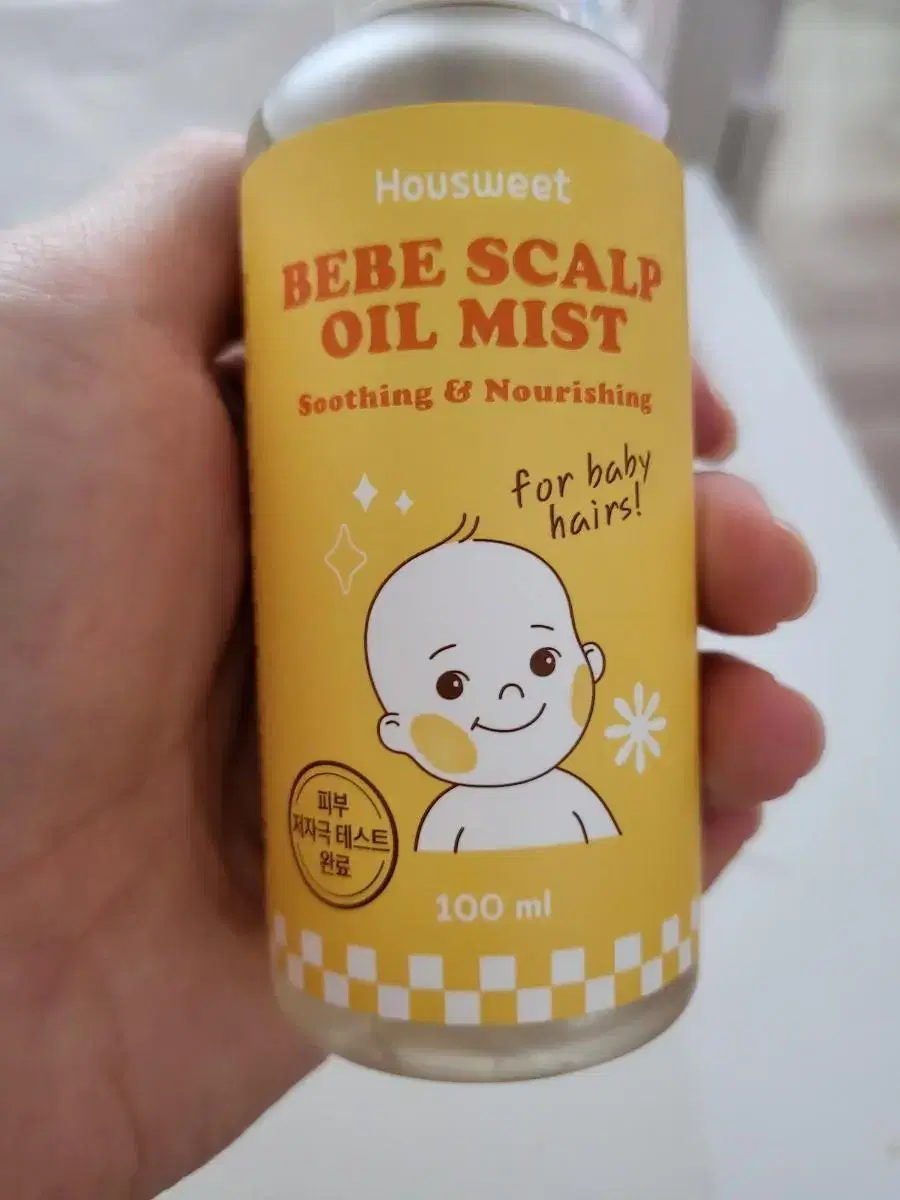 Housweet
BEBE SCALP
OIL MIST
Soothing & Nourishing
for baby
hairs!
피부
저자극 테스트
완료
100 ml